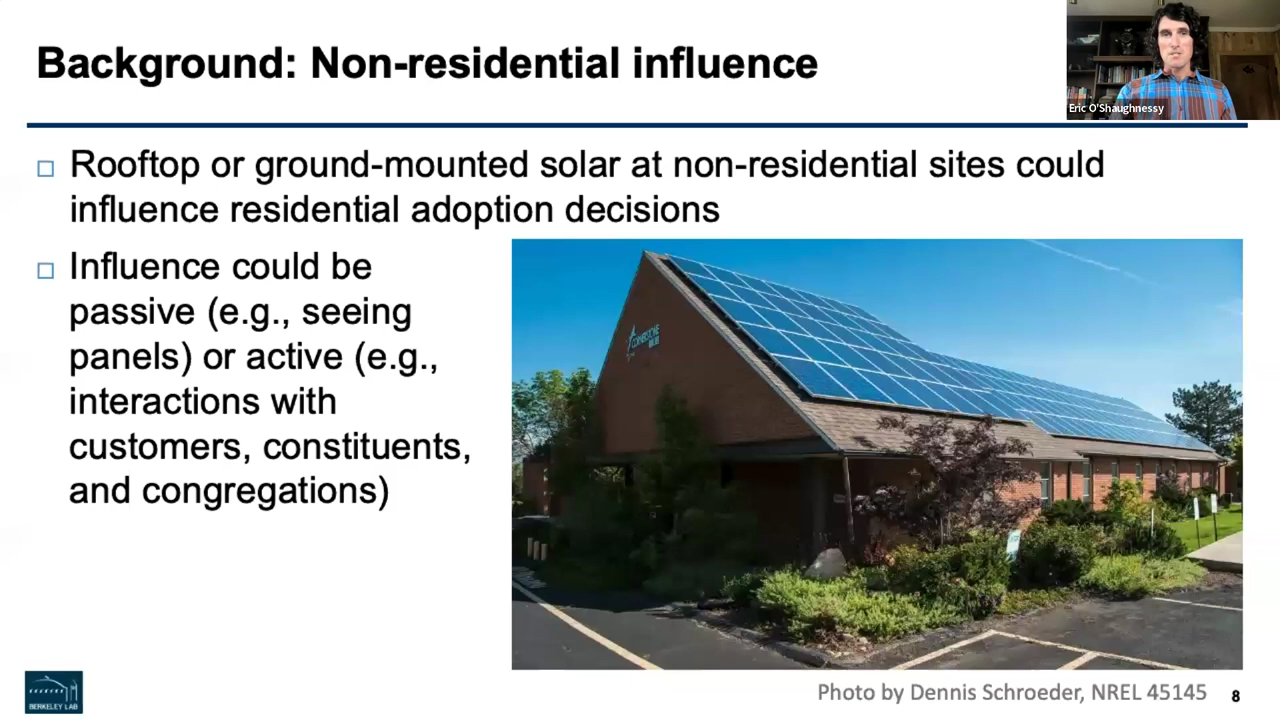 Background: Non-residential influence
Eric O'Shaughnessy
Rooftop or ground-mounted solar at non-residential sites could
influence residential adoption decisions
Influence could be
passive (e.g., seeing
panels) or active (e.g.,
interactions with
customers, constituents,
and congregations)
CORNERSTONE
Photo by Dennis Schroeder, NREL 45145
8
BERKELEY LAB